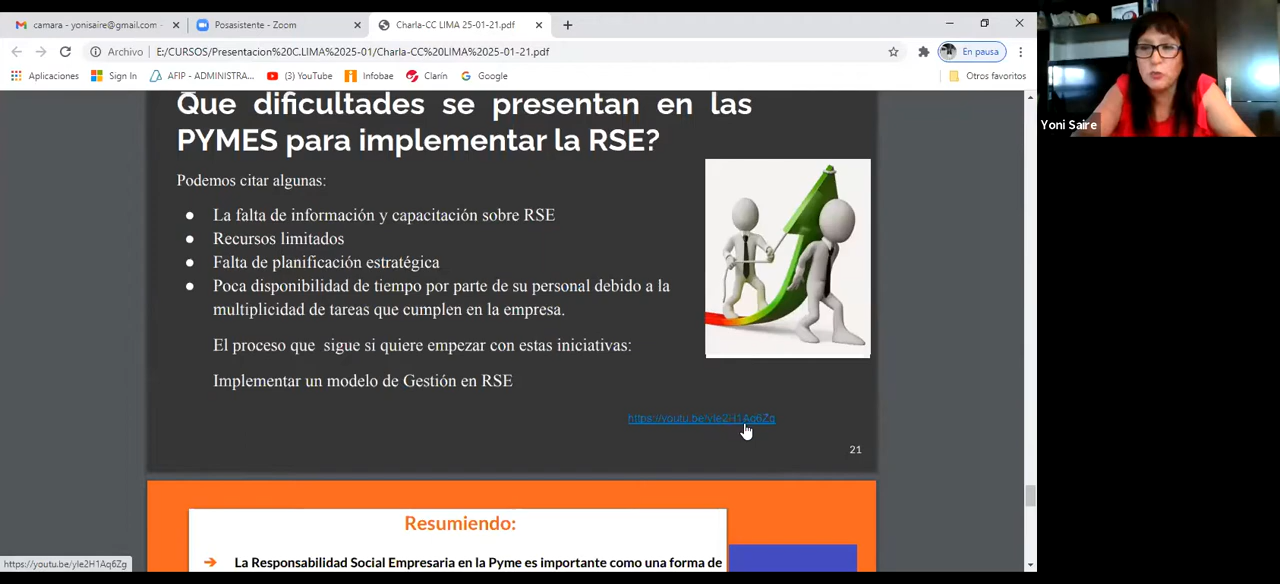 camara - yonisaire@gmail.com -
Posasistente - Zoom
Charla-CC LIMA 25-01-21.pdf
Archivo
E:/CURSOS/Presentacion%20C.LIMA%2025-01/Charla-CC%20LIMA%2025-01-21.pdf
En pausa
Aplicaciones
Sign In
AFIP - ADMINISTRA...
(3) YouTube
Infobae
Clarín
Google
Otros favoritos
Yoni Saire
Que dificultades se presentan en las
PYMES para implementar la RSE?
Podemos citar algunas:
● La falta de información y capacitación sobre RSE
● Recursos limitados
● Falta de planificación estratégica
● Poca disponibilidad de tiempo por parte de su personal debido a la
multiplicidad de tareas que cumplen en la empresa.
El proceso que sigue si quiere empezar con estas iniciativas:
Implementar un modelo de Gestión en RSE
https://youtu.be/yIe2H1Aq6Zg
21
Resumiendo:
➔ La Responsabilidad Social Empresaria en la Pyme es importante como una forma de
https://youtu.be/yIe2H1Aq6Zg